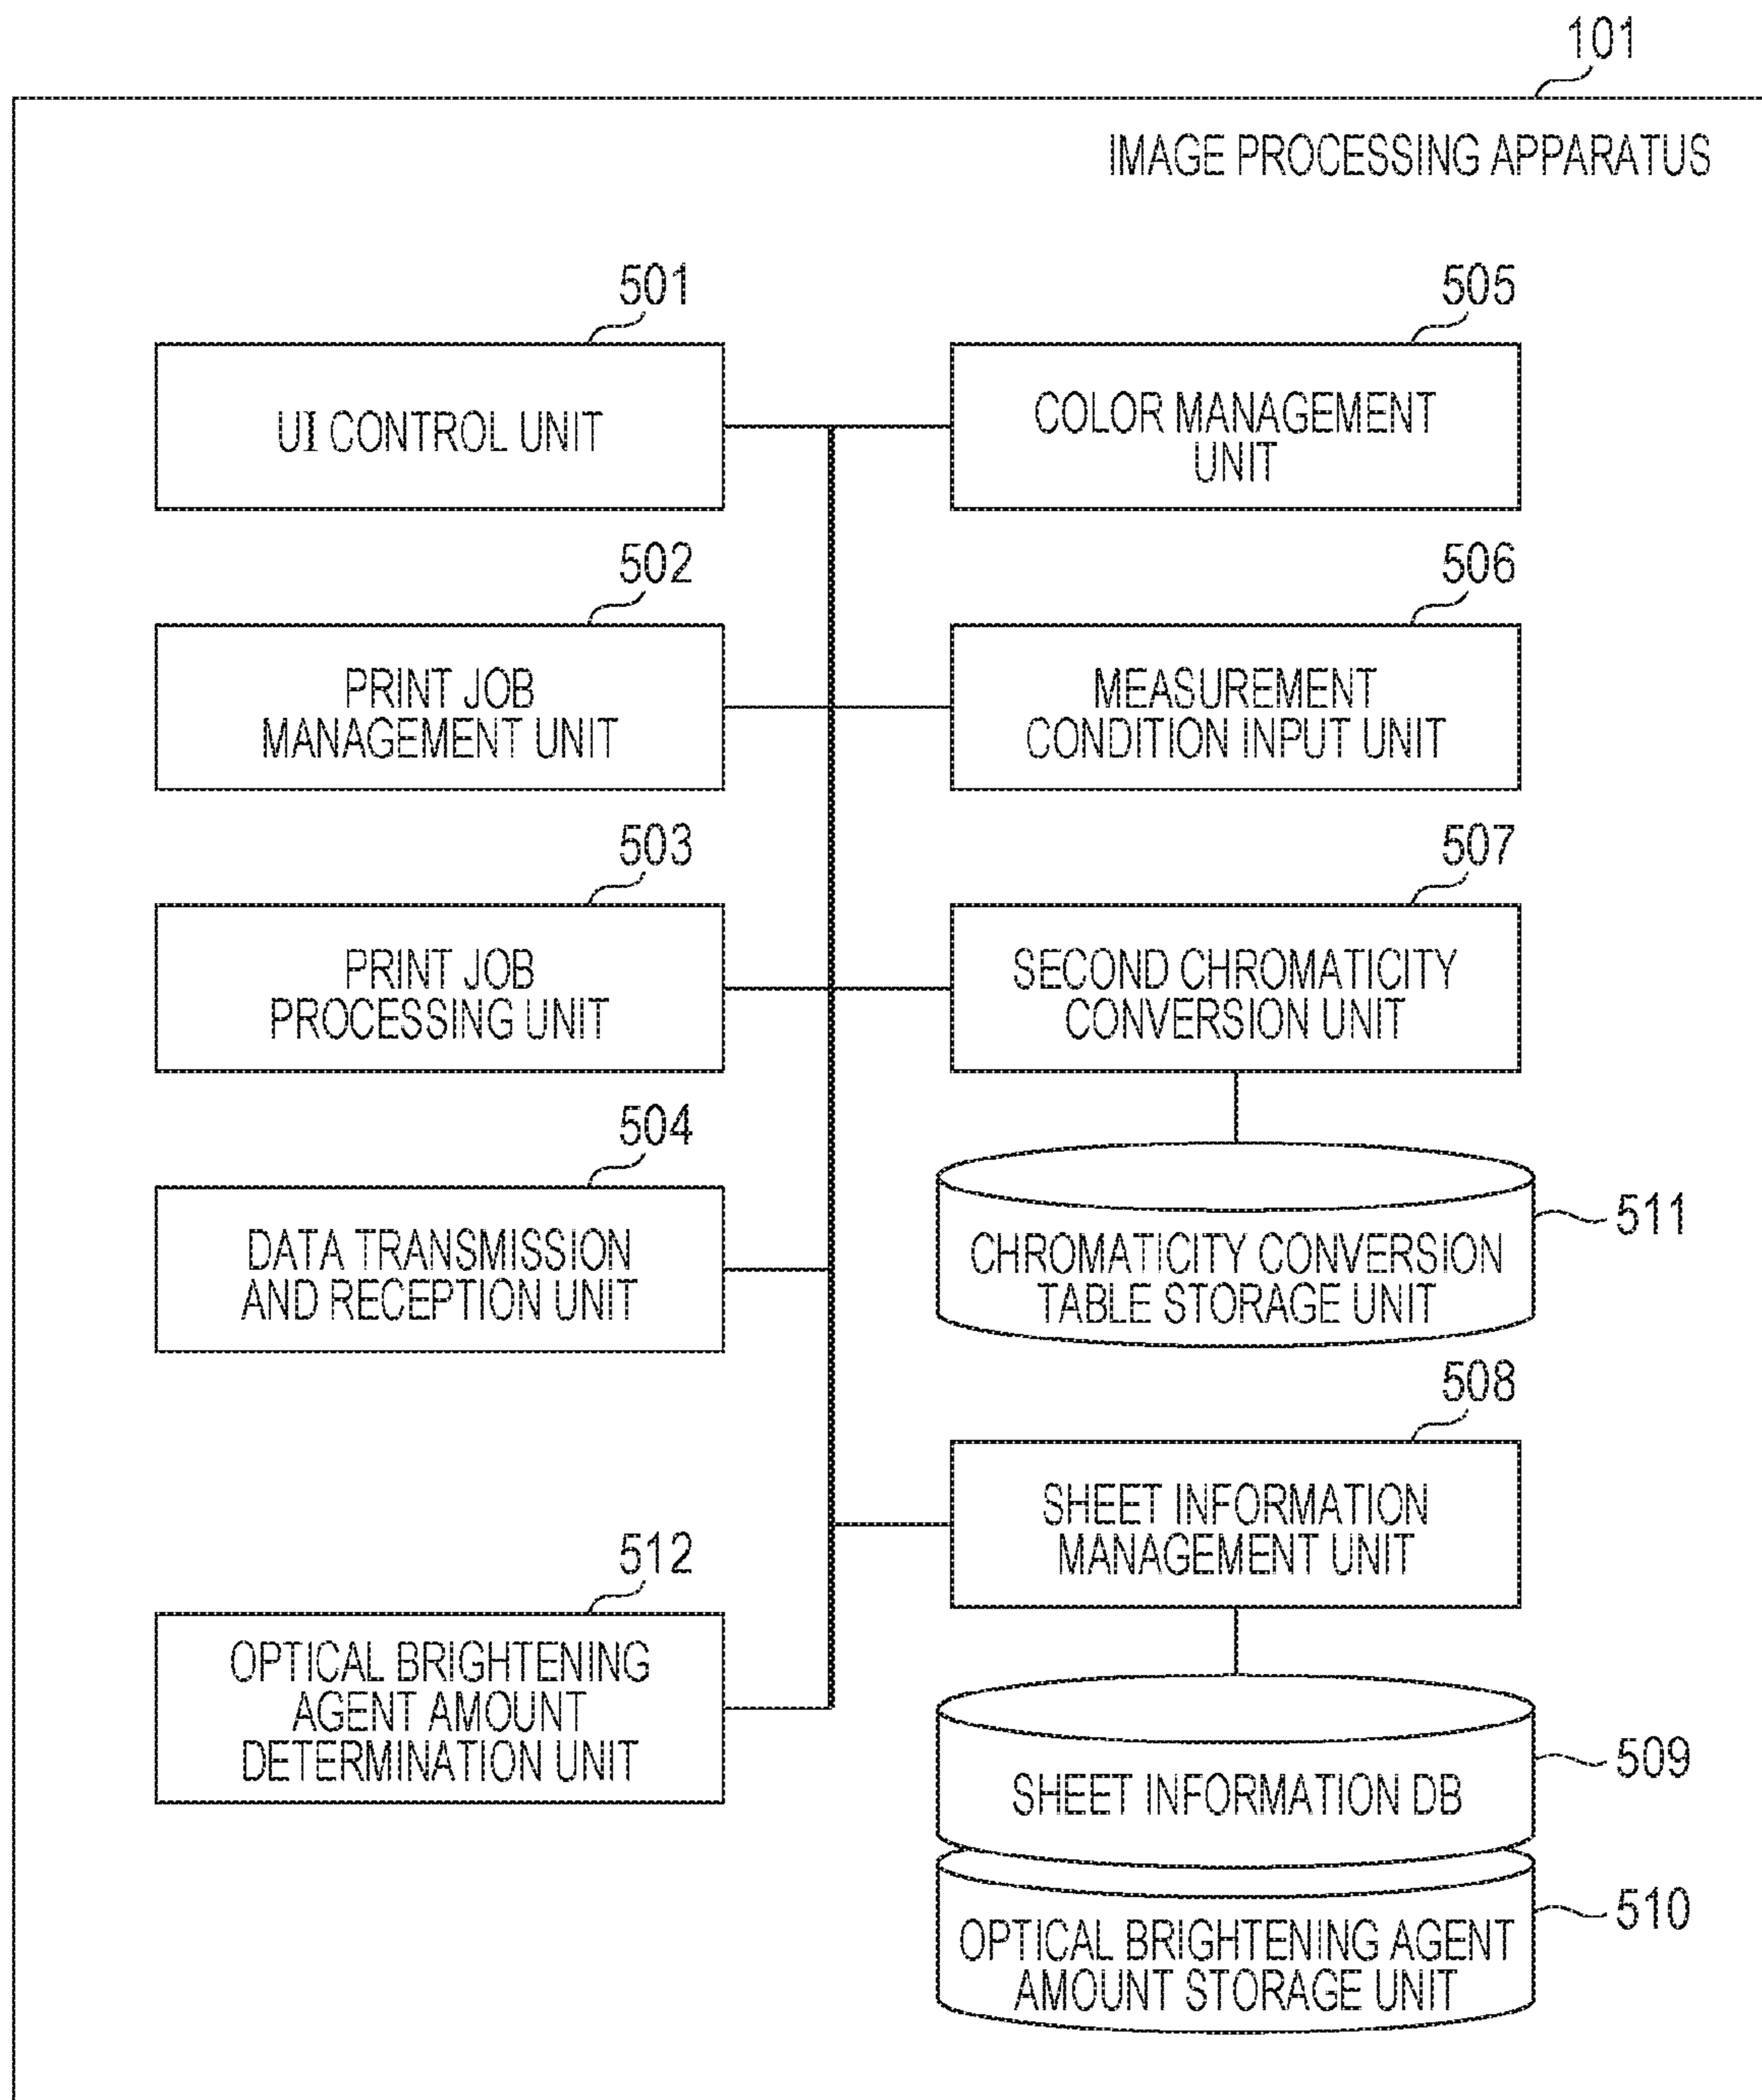 101
IMAGE PROCESSING APPARATUS
501
UI CONTROL UNIT
505
COLOR MANAGEMENT
UNIT
502
PRINT JOB
MANAGEMENT UNIT
506
MEASUREMENT
CONDITION INPUT UNIT
503
PRINT JOB
PROCESSING UNIT
507
SECOND CHROMATICITY
CONVERSION UNIT
504
DATA TRANSMISSION
AND RECEPTION UNIT
511
CHROMATICITY CONVERSION
TABLE STORAGE UNIT
508
SHEET INFORMATION
MANAGEMENT UNIT
512
OPTICAL BRIGHTENING
AGENT AMOUNT
DETERMINATION UNIT
509
SHEET INFORMATION DB
510
OPTICAL BRIGHTENING AGENT
AMOUNT STORAGE UNIT